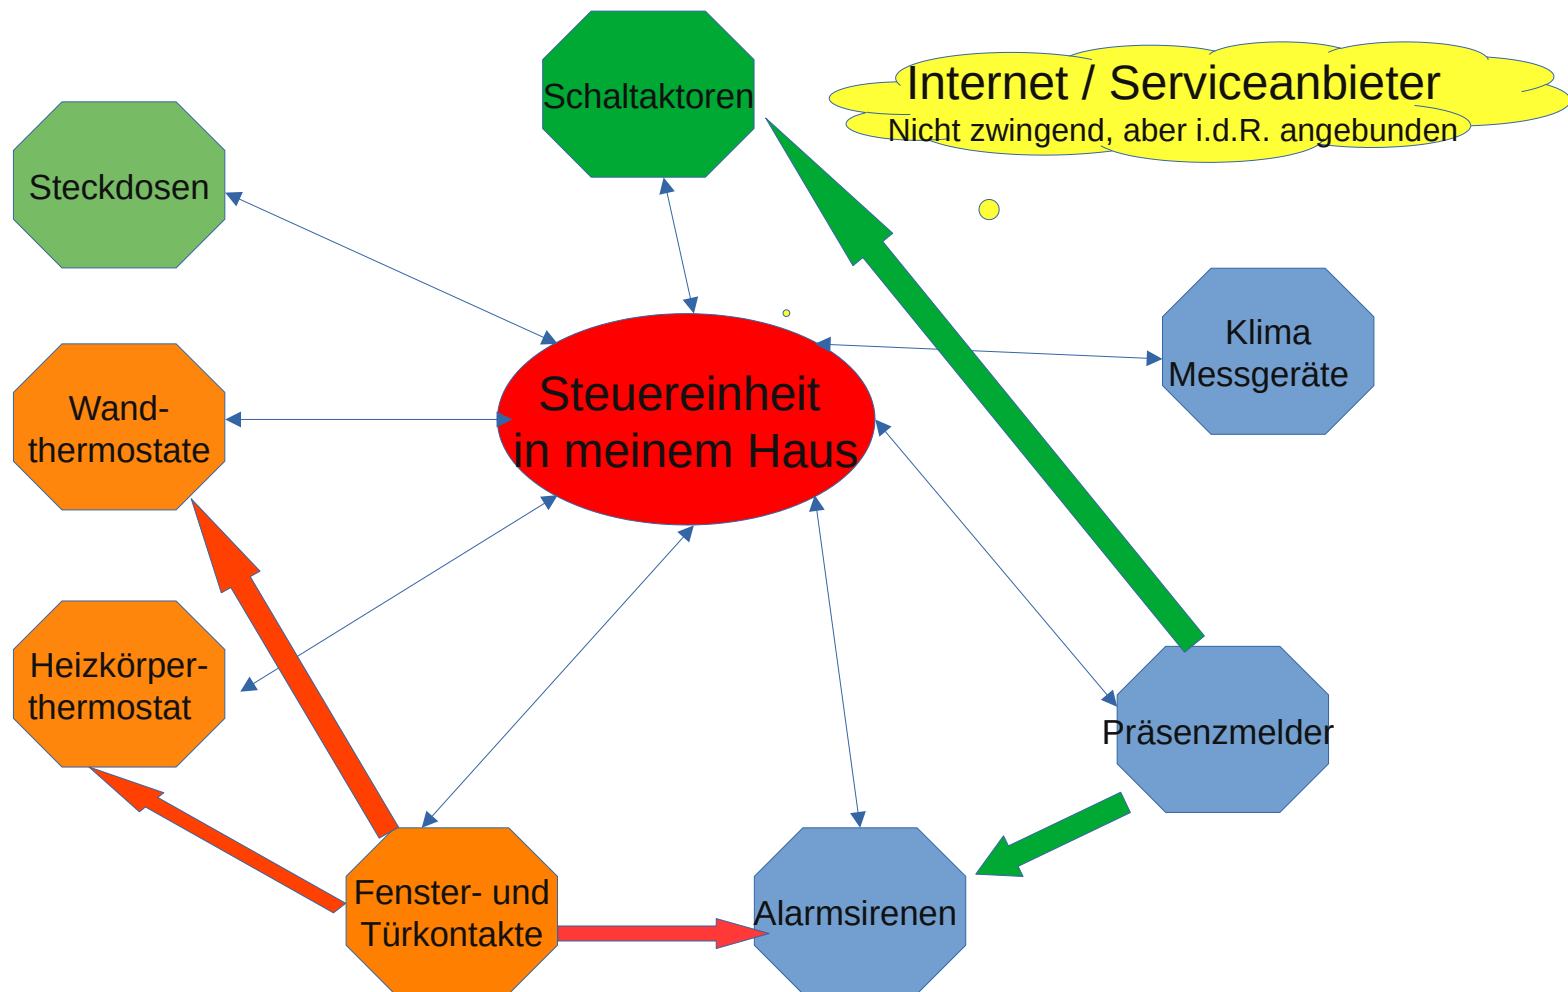 Schaltaktoren
Internet / Serviceanbieter
Nicht zwingend, aber i.d.R. angebunden
Steckdosen
Klima
Messgeräte
Wand-
thermostate
Steuereinheit
in meinem Haus
Heizkörper-
thermostat
Präsenzmelder
Fenster- und
Türkontakte
Alarmsirenen